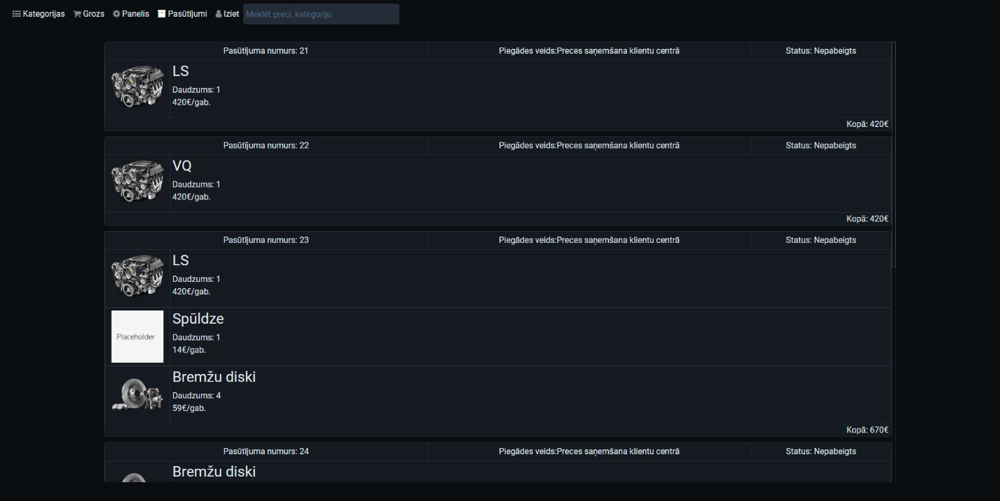 Kategorijas Grozs Panelis Pasūtījumi Iziet Meklēt preci, kategoriju
Pasūtījuma numurs: 21 Piegādes veids:Preces saņemšana klientu centrā Status: Nepabeigts
LS
Daudzums: 1
420€/gab.
Kopā: 420€
Pasūtījuma numurs: 22 Piegādes veids:Preces saņemšana klientu centrā Status: Nepabeigts
VQ
Daudzums: 1
420€/gab.
Kopā: 420€
Pasūtījuma numurs: 23 Piegādes veids:Preces saņemšana klientu centrā Status: Nepabeigts
LS
Daudzums: 1
420€/gab.
Placeholder
Spūldze
Daudzums: 1
14€/gab.
Bremžu diski
Daudzums: 4
59€/gab.
Kopā: 670€
Pasūtījuma numurs: 24 Piegādes veids:Preces saņemšana klientu centrā Status: Nepabeigts
Bremžu diski